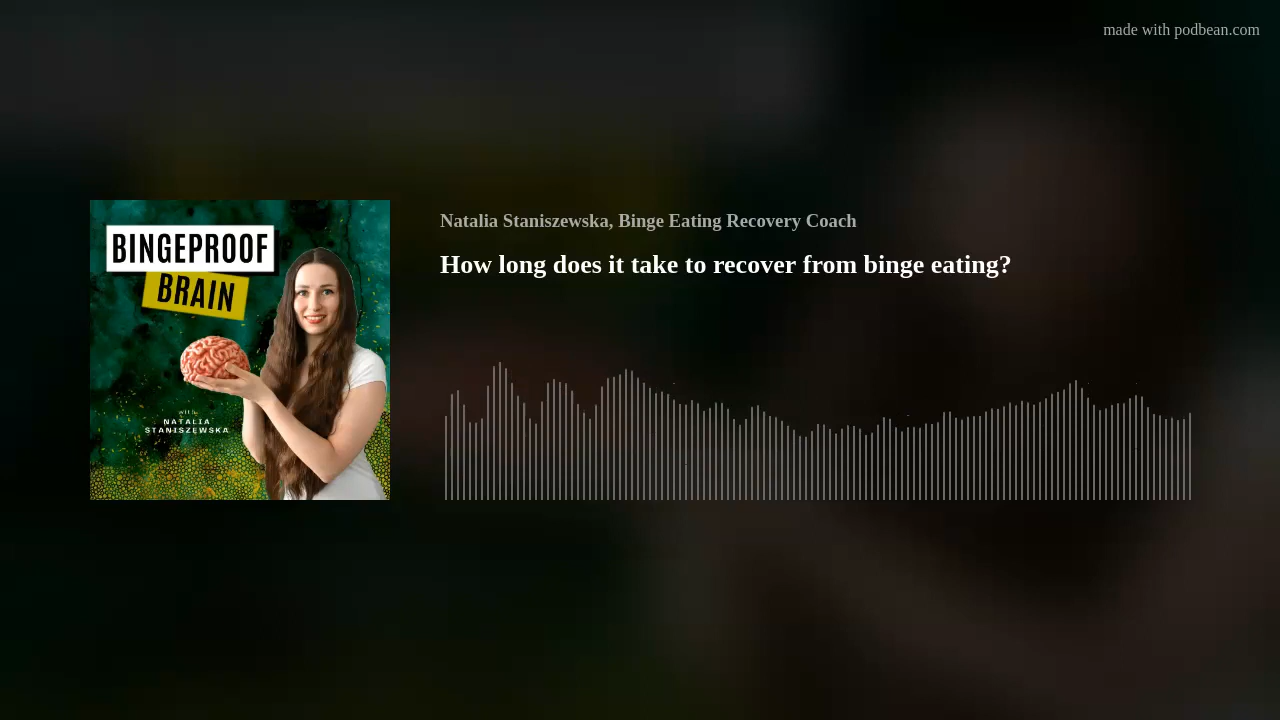 made with podbean.com
BINGEPROOF
BRAIN
with
NATALIA
STANISZEWSKA
Natalia Staniszewska, Binge Eating Recovery Coach
How long does it take to recover from binge eating?